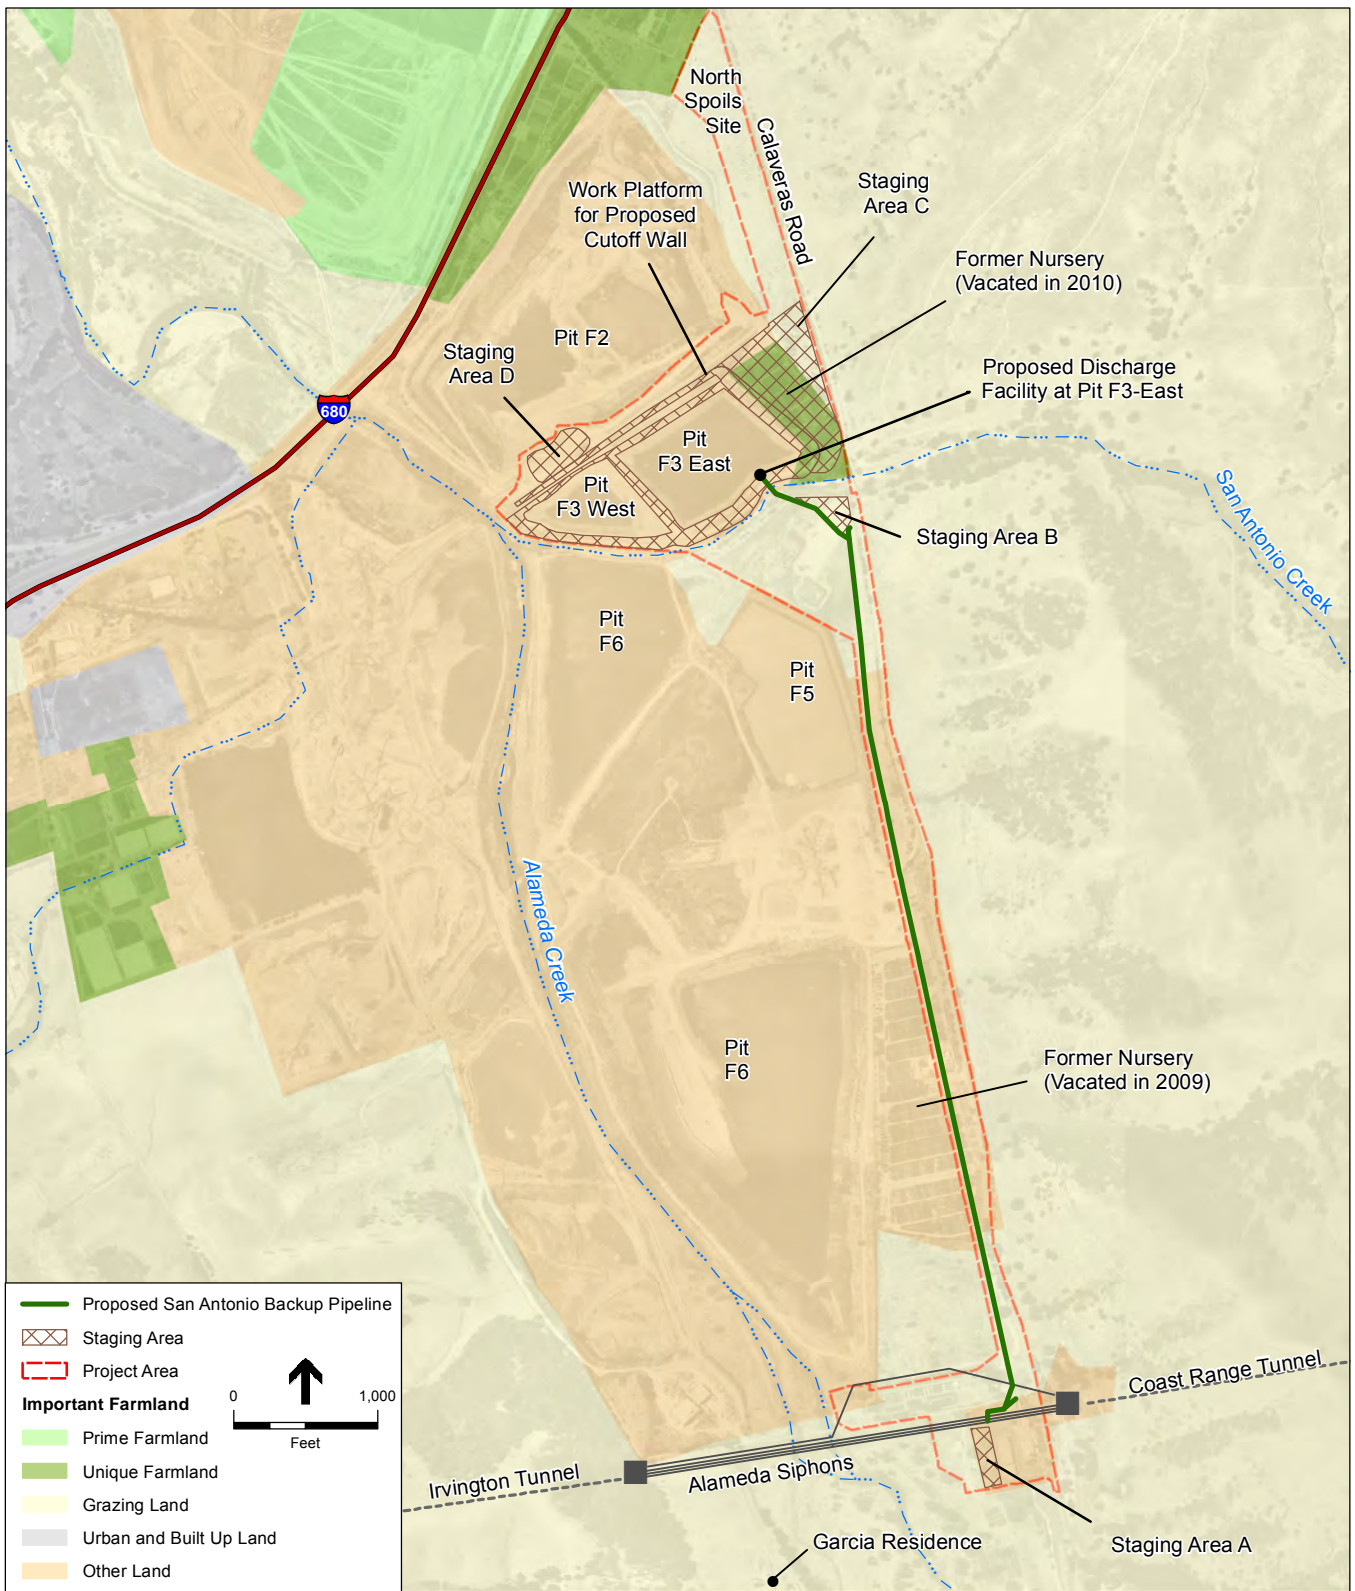 North
Spoils
Site
Calaveras Road
Work Platform
for Proposed
Cutoff Wall
Staging
Area C
Former Nursery
(Vacated in 2010)
Pit F2
Staging
Area D
Proposed Discharge
Facility at Pit F3-East
680
Pit
F3 East
Pit
F3 West
San Antonio Creek
Staging Area B
Pit
F6
Pit
F5
Alameda Creek
Pit
F6
Former Nursery
(Vacated in 2009)
Coast Range Tunnel
Irvington Tunnel
Alameda Siphons
Garcia Residence
Staging Area A
Proposed San Antonio Backup Pipeline
Staging Area
Project Area
Important Farmland
0 1,000
Feet
Prime Farmland
Unique Farmland
Grazing Land
Urban and Built Up Land
Other Land